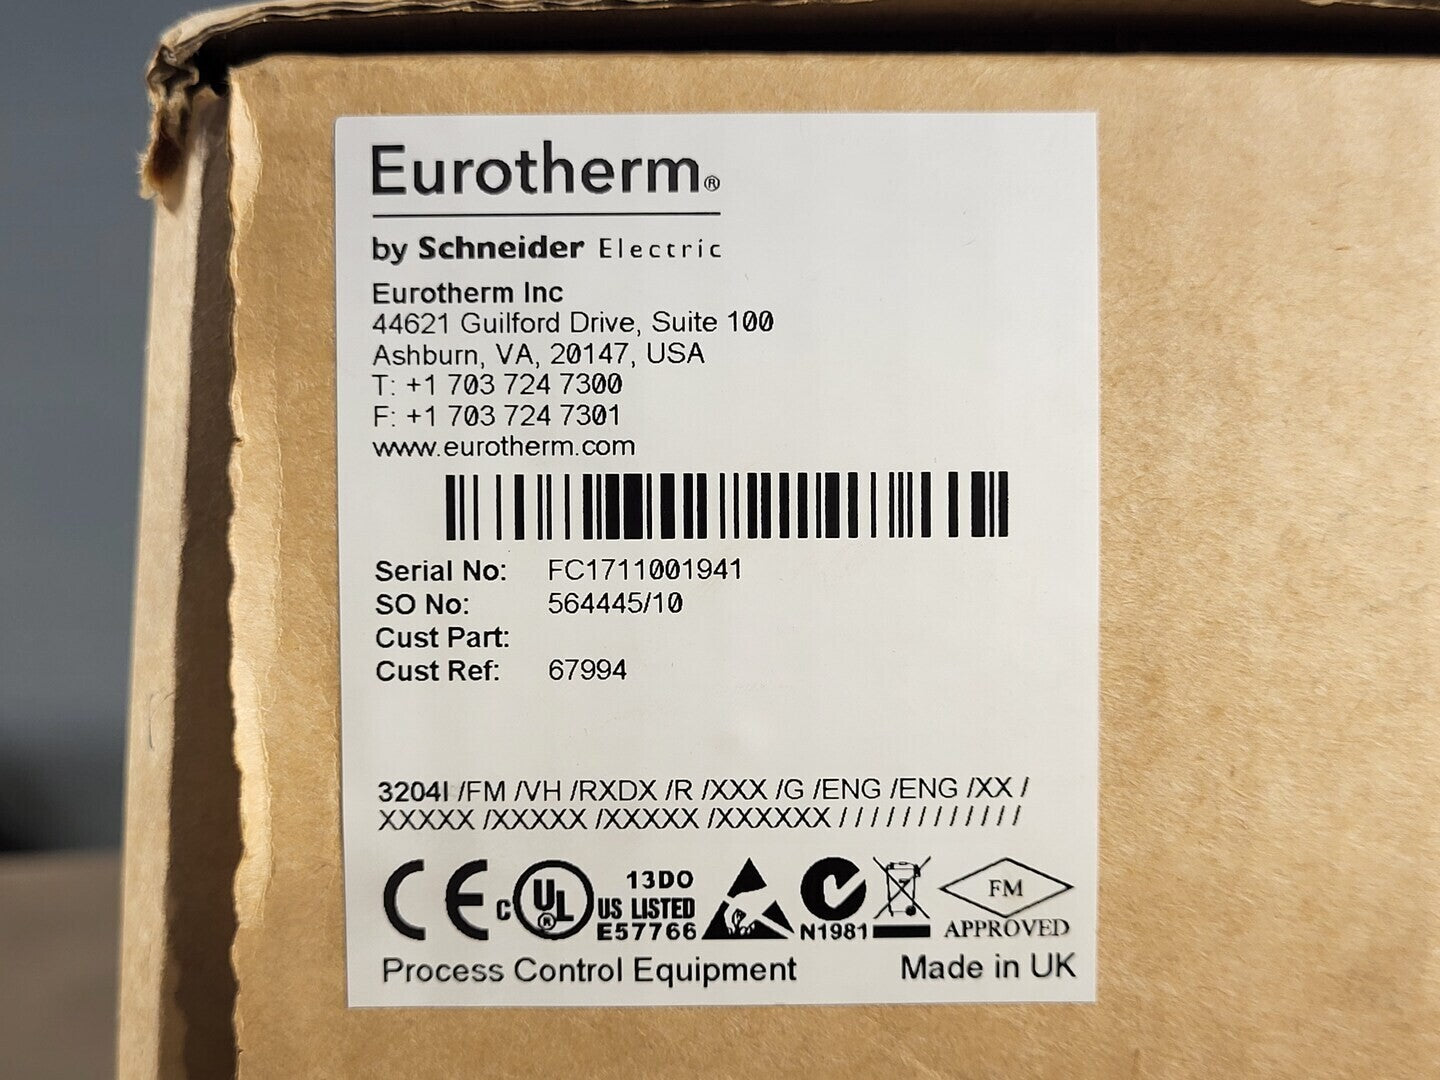 Eurotherm®
by Schneider Electric
Eurotherm Inc
44621 Guilford Drive, Suite 100
Ashburn, VA, 20147, USA
T: +1 703 724 7300
F: +1 703 724 7301
www.eurotherm.com
Serial No: FC1711001941
SO No: 564445/10
Cust Part:
Cust Ref: 67994
3204I /FM /VH /RXDX /R /XXX /G /ENG /ENG /XX /
XXXXX /XXXXX /XXXXX /XXXXXX / / / / / / / / / / / /
CE C UL® US LISTED 13DO E57766 N1981 FM APPROVED
Process Control Equipment Made in UK